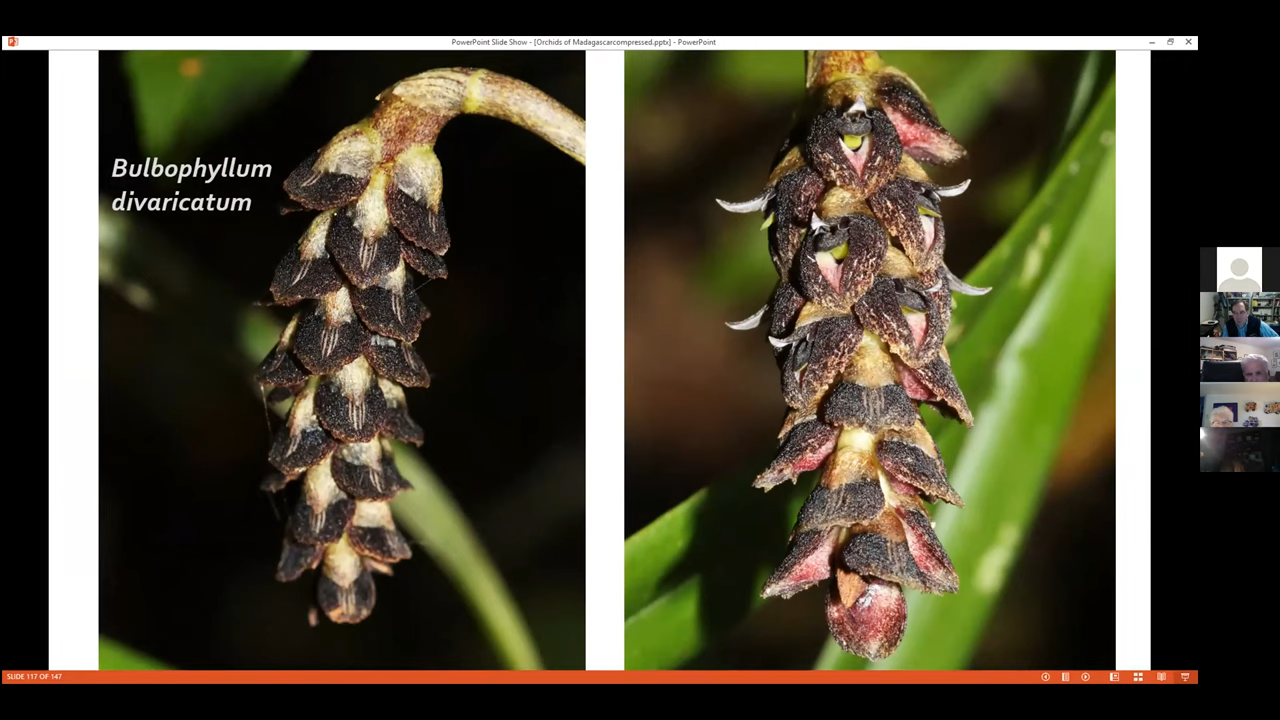 PowerPoint Slide Show - [Orchids of Madagascarcompressed.pptx] - PowerPoint
Bulbophyllum
divaricatum
SLIDE 117 OF 147